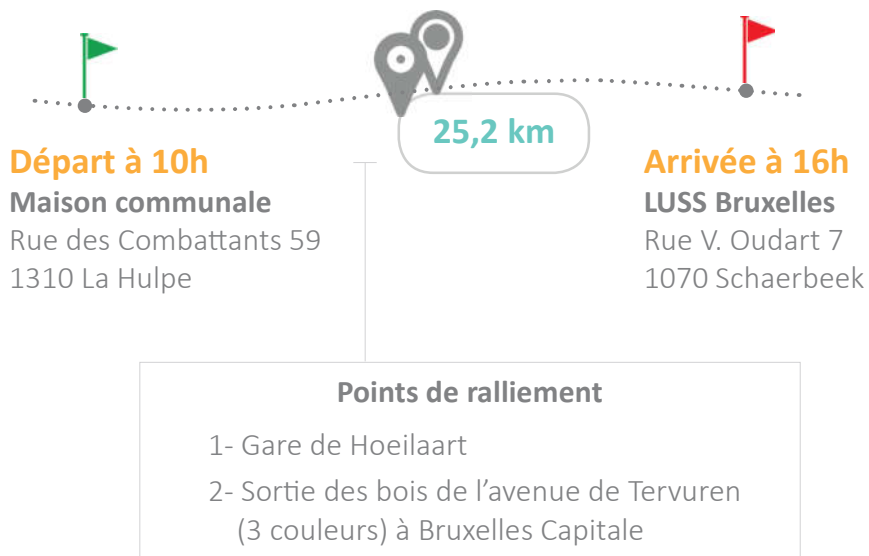 25,2 km
Départ à 10h
Maison communale
Rue des Combattants 59
1310 La Hulpe
Arrivée à 16h
LUSS Bruxelles
Rue V. Oudart 7
1070 Schaerbeek
Points de ralliement
1- Gare de Hoeilaart
2- Sortie des bois de l’avenue de Tervuren
(3 couleurs) à Bruxelles Capitale